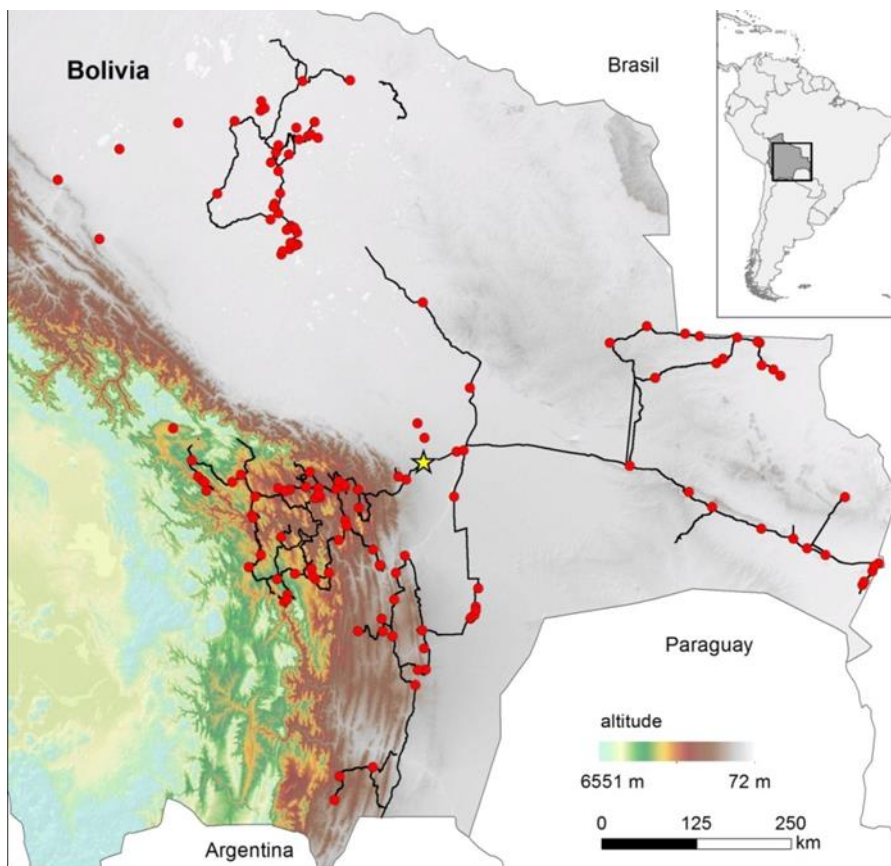 Bolivia
Brasil
Paraguay
altitude
6551 m 72 m
0 125 250
km
Argentina